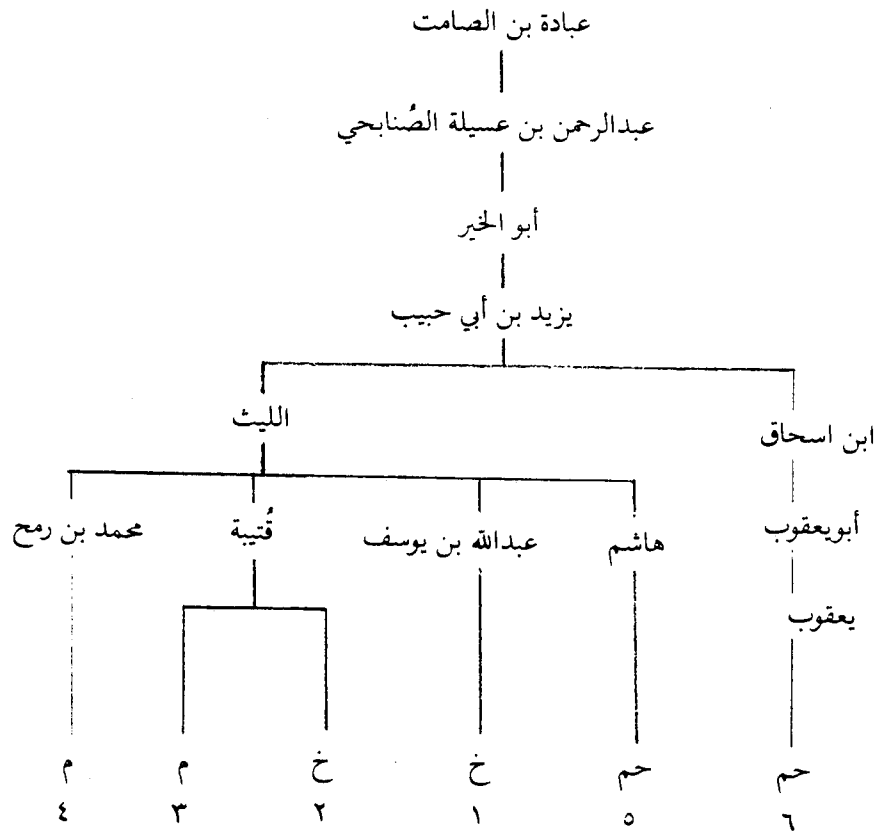 عبادة بن الصامت
عبدالرحمن بن عسيلة الصُنابحي
أبو الخير
يزيد بن أبي حبيب
ابن اسحاق
الليث
أبويعقوب
هاشم
عبدالله بن يوسف
قُتيبة
محمد بن رمح
يعقوب
حم
حم
خ
خ
م
م
٦
٥
١
٢
٣
٤